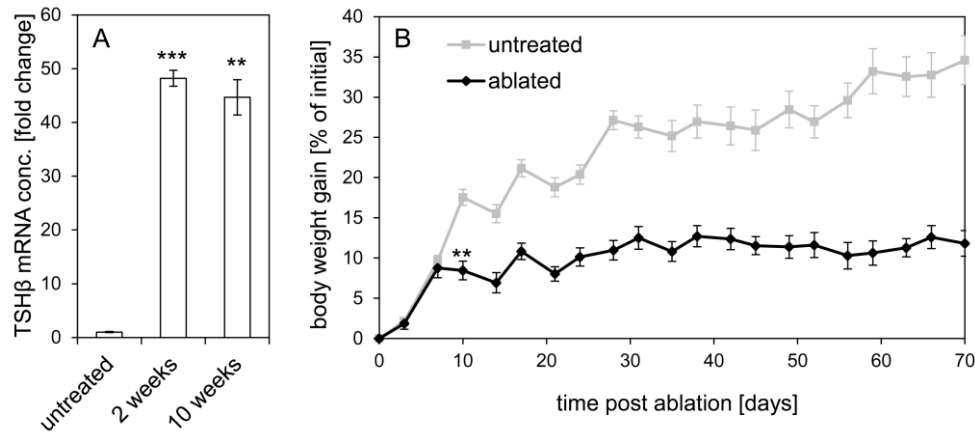 A
TSHβ mRNA conc. [fold change]
60
50
40
30
20
10
0
***
**
untreated
2 weeks
10 weeks
B
body weight gain [% of initial]
40
35
30
25
20
15
10
5
0
untreated
ablated
**
0 10 20 30 40 50 60 70
time post ablation [days]